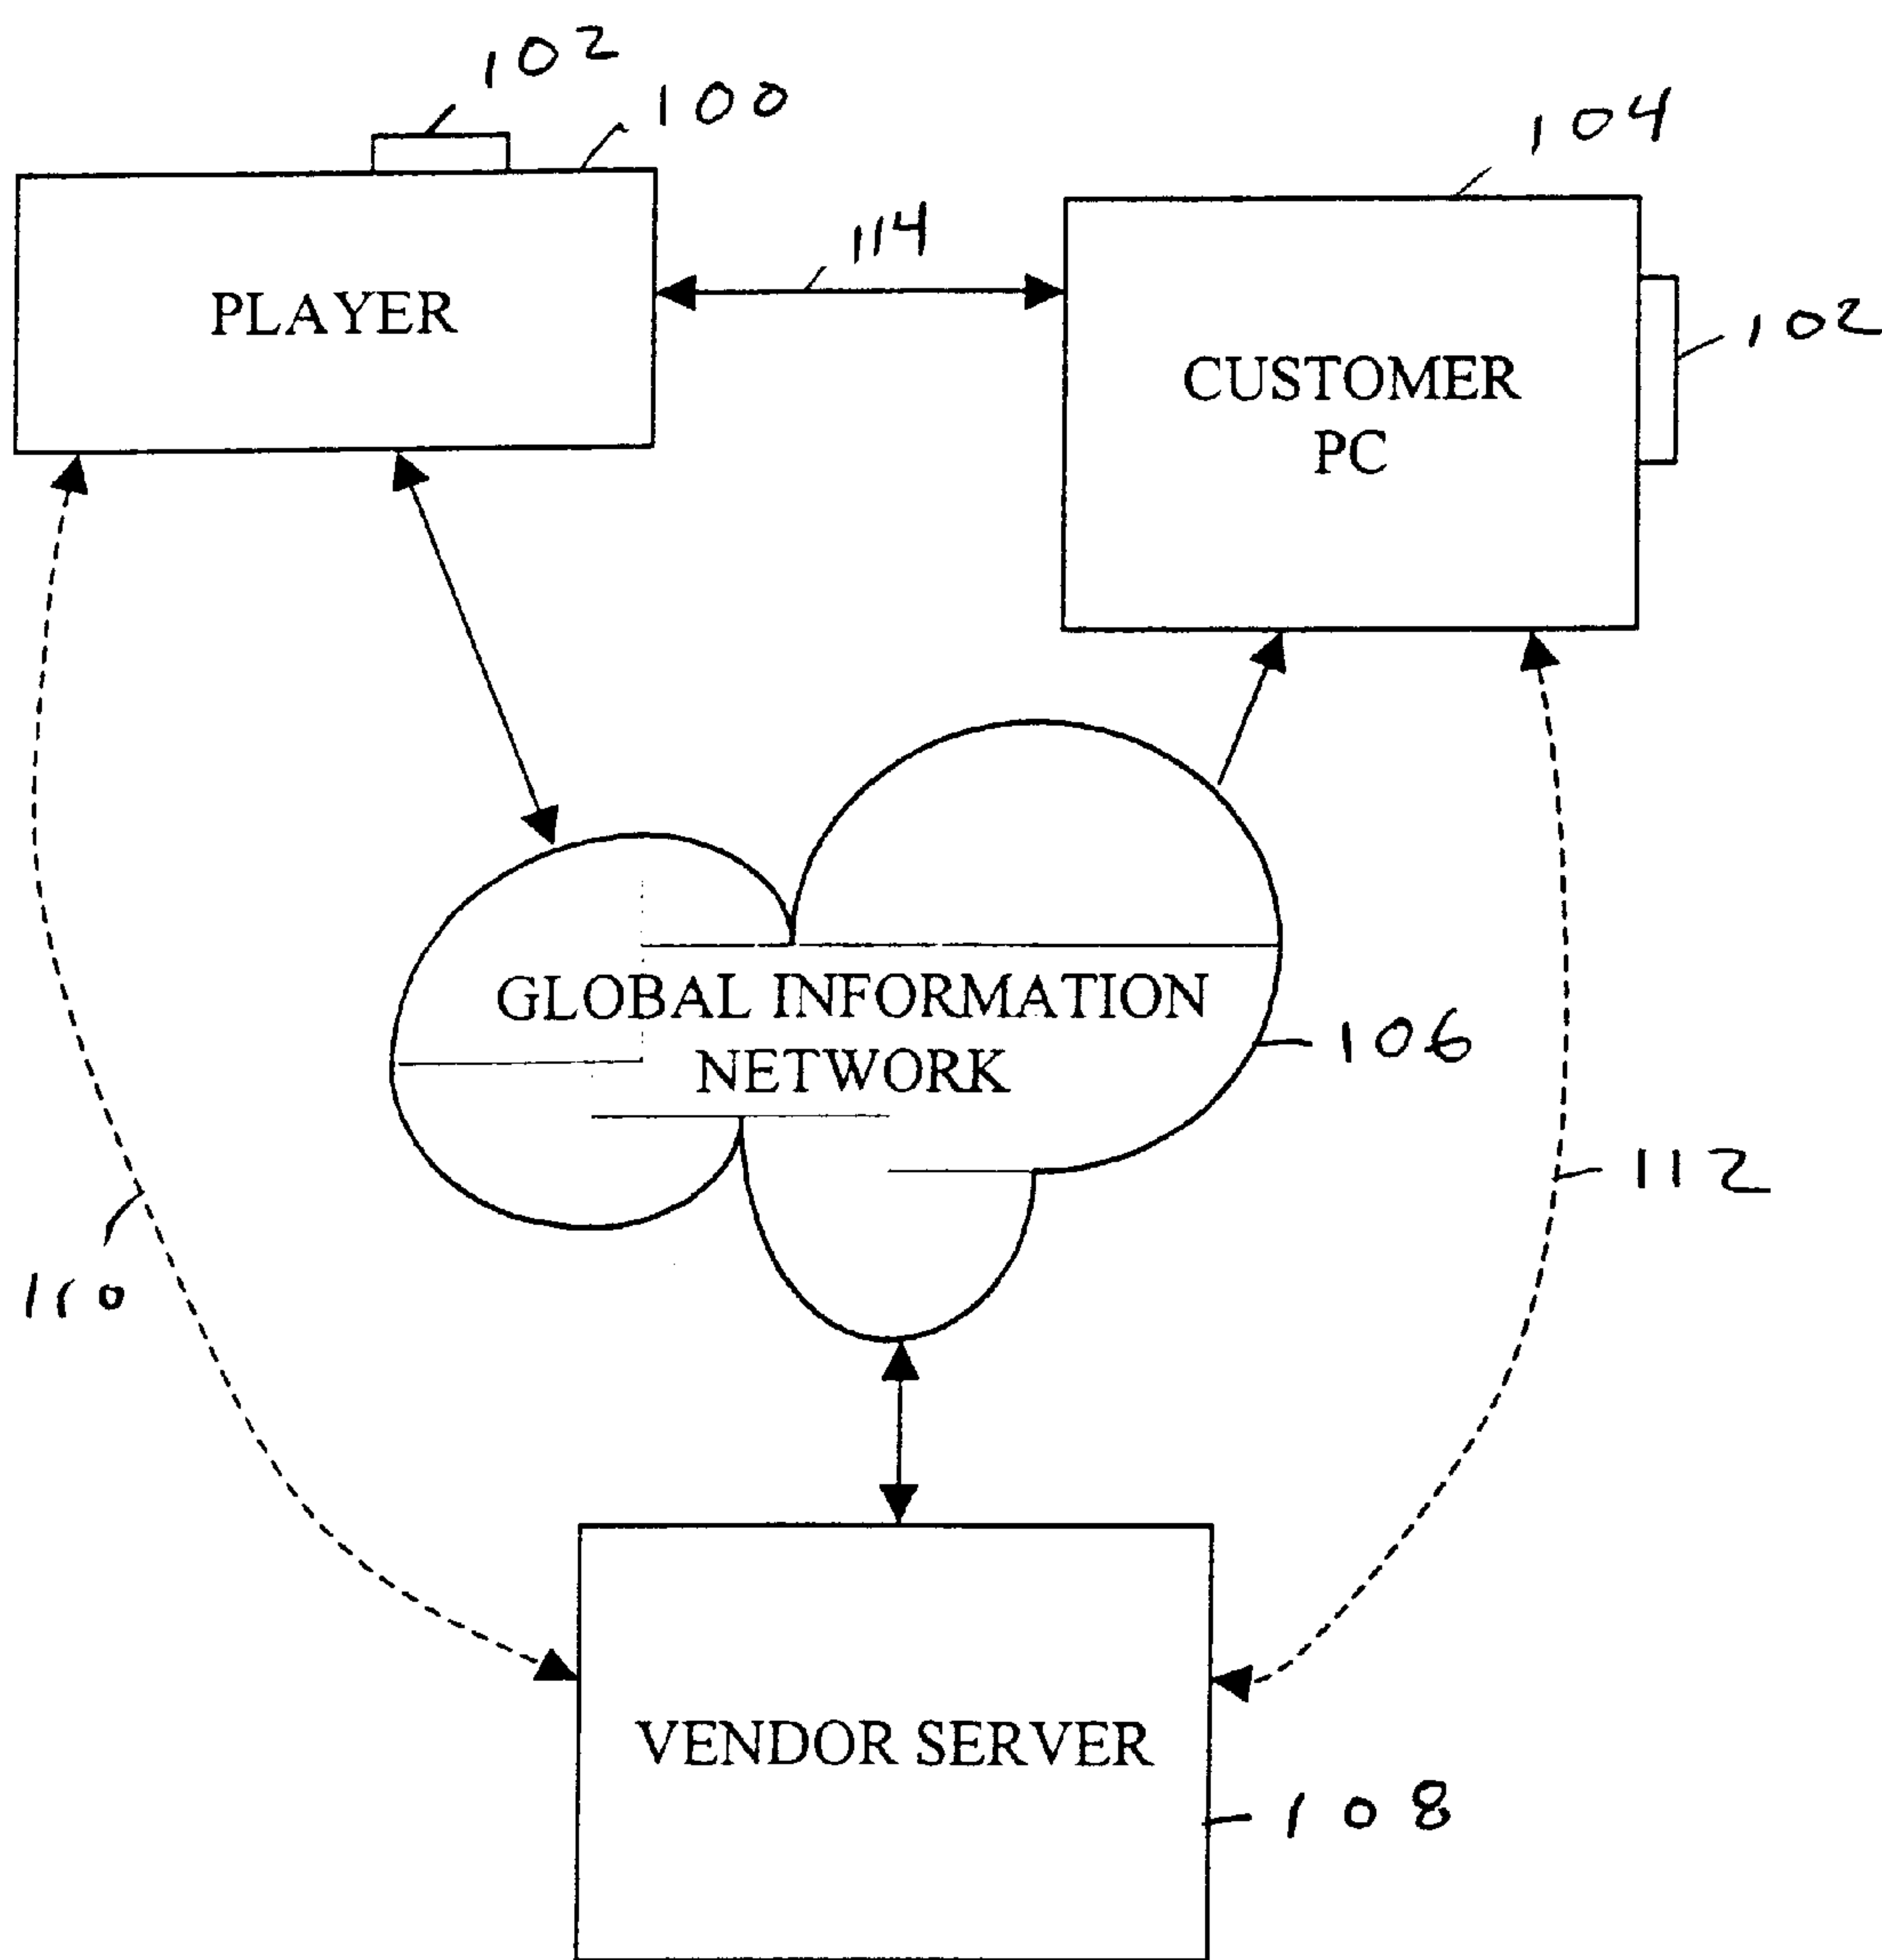 102
100
104
114
PLAYER
102
CUSTOMER
PC
GLOBAL INFORMATION
NETWORK
106
112
110
VENDOR SERVER
108